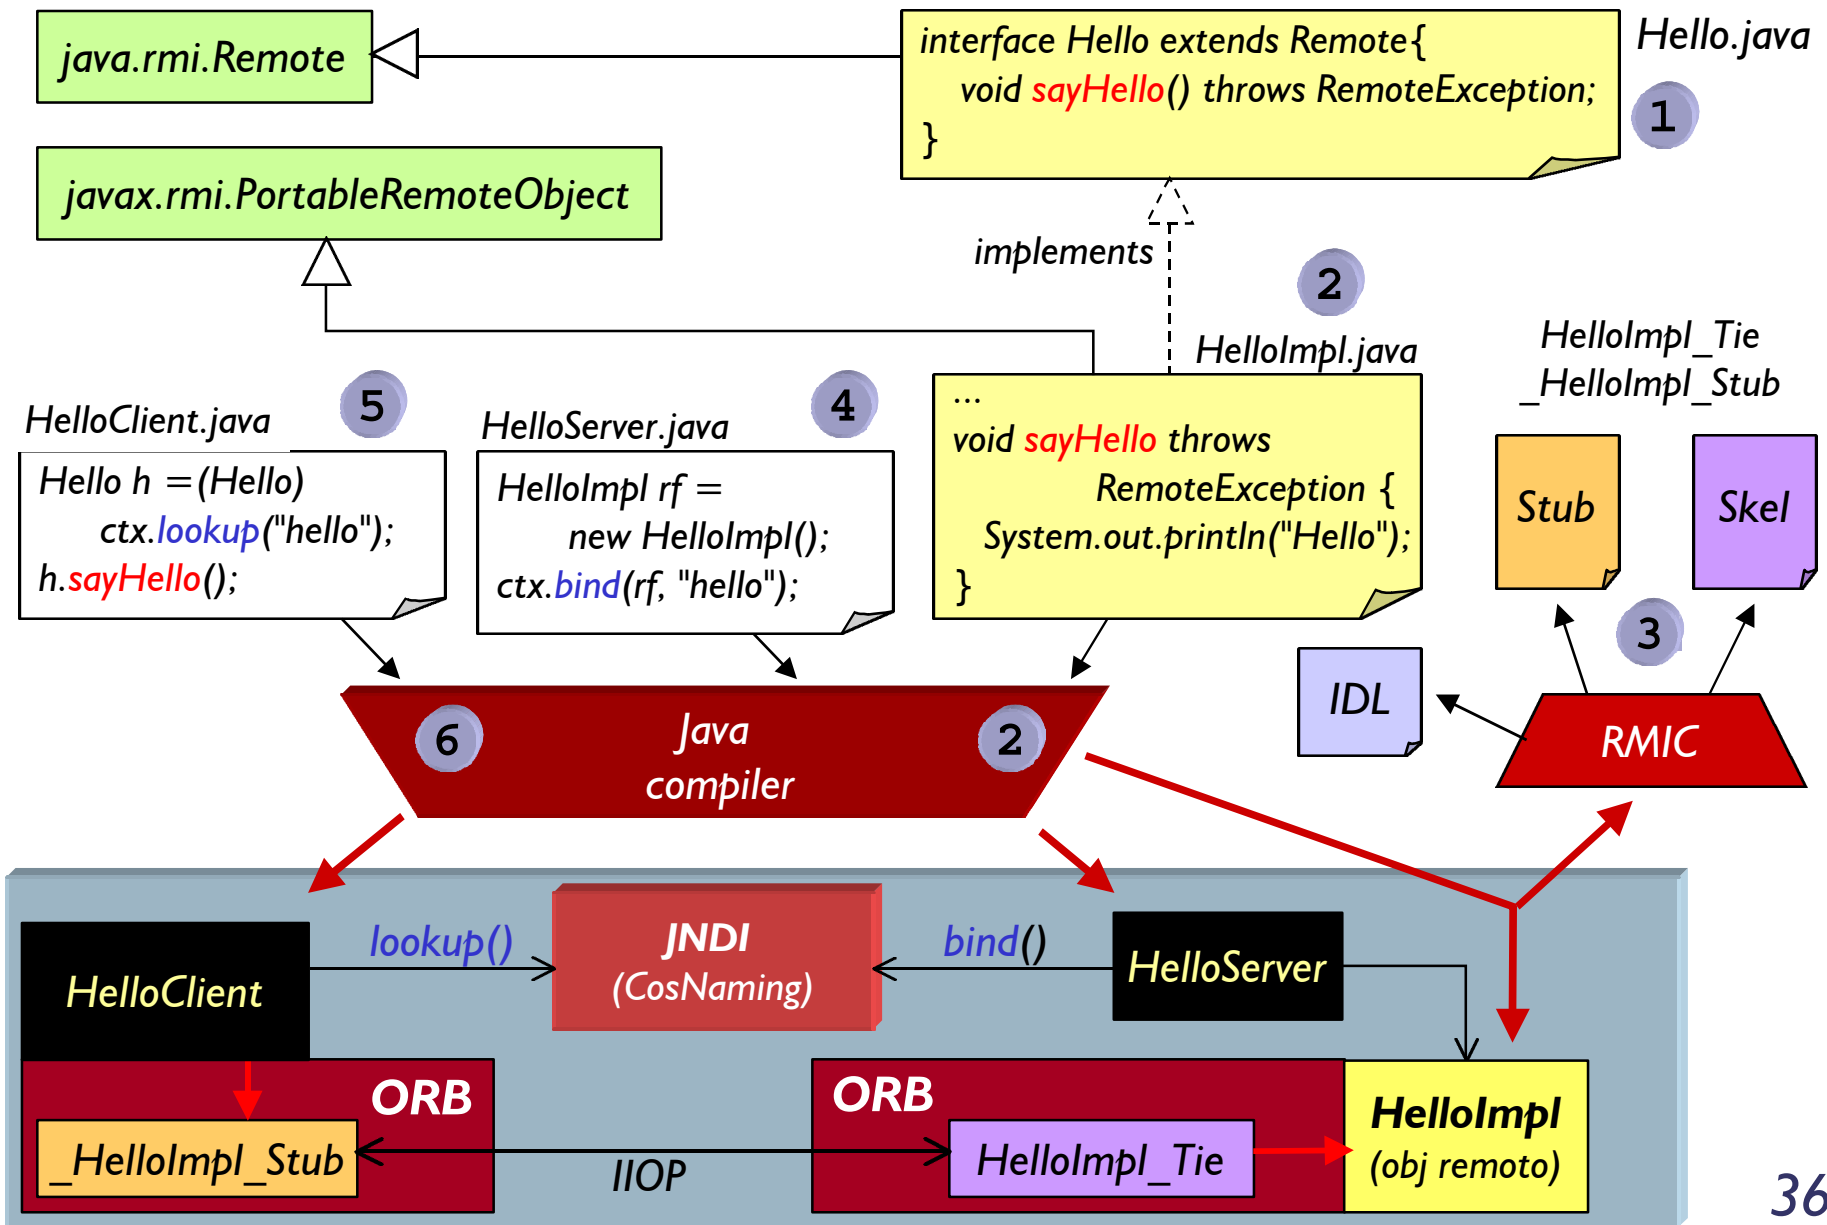 java.rmi.Remote
interface Hello extends Remote{
void sayHello() throws RemoteException;
}
Hello.java
1
javax.rmi.PortableRemoteObject
implements
2
HelloImpl.java
...
void sayHello throws
RemoteException {
System.out.println("Hello");
}
HelloImpl_Tie
_HelloImpl_Stub
Stub
Skel
3
IDL
RMIC
5
HelloClient.java
Hello h =(Hello)
ctx.lookup("hello");
h.sayHello();
4
HelloServer.java
HelloImpl rf =
new HelloImpl();
ctx.bind(rf, "hello");
6
Java
compiler
2
HelloClient
lookup()
JNDI
(CosNaming)
bind()
HelloServer
ORB
_HelloImpl_Stub
IIOP
ORB
HelloImpl_Tie
HelloImpl
(obj remoto)
36